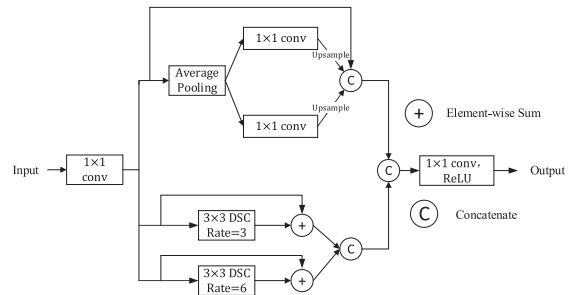 1×1 conv
Upsample
Average
Pooling
C
Upsample
1×1 conv
+
Element-wise Sum
Input
1×1
conv
C
1×1 conv,
ReLU
Output
3×3 DSC
Rate=3
+
C
C
Concatenate
3×3 DSC
Rate=6
+